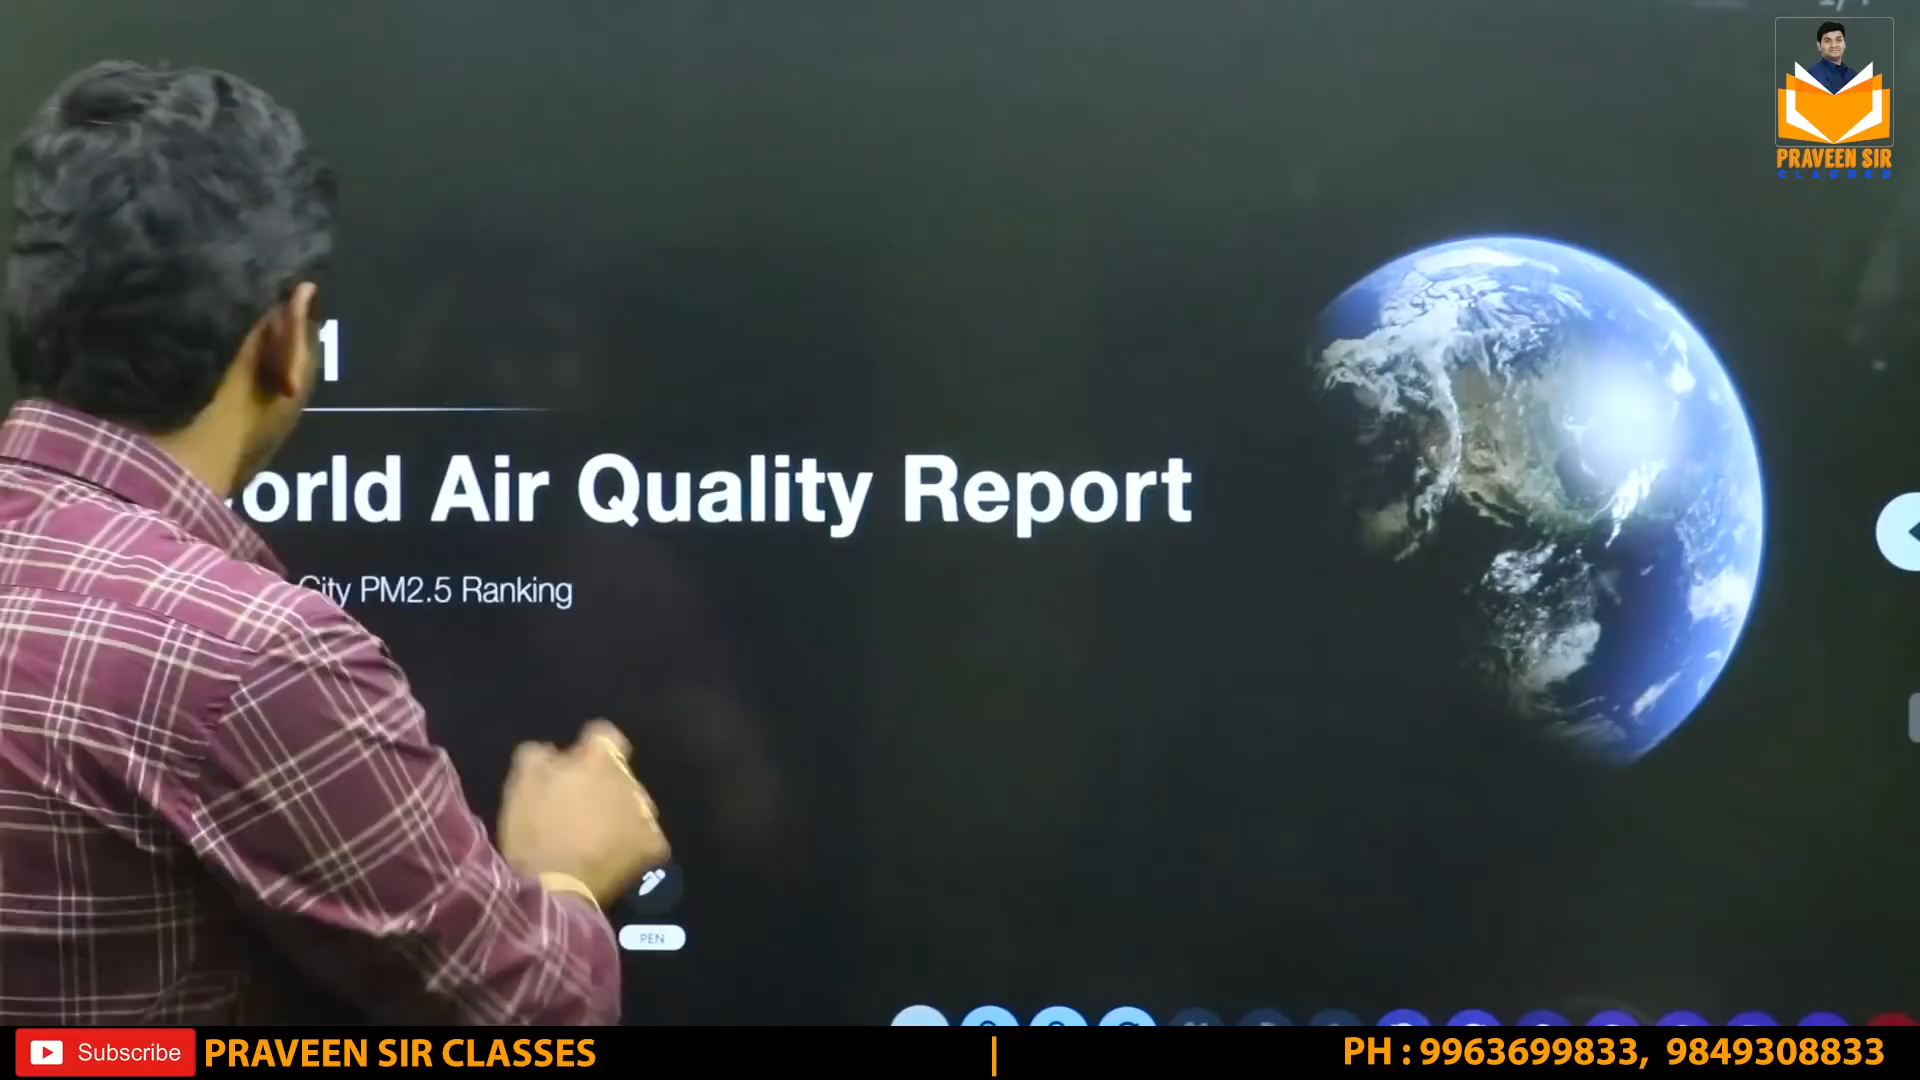 PRAVEEN SIR
CLASSES
1
orld Air Quality Report
City PM2.5 Ranking
PEN
Subscribe PRAVEEN SIR CLASSES | PH : 9963699833, 9849308833